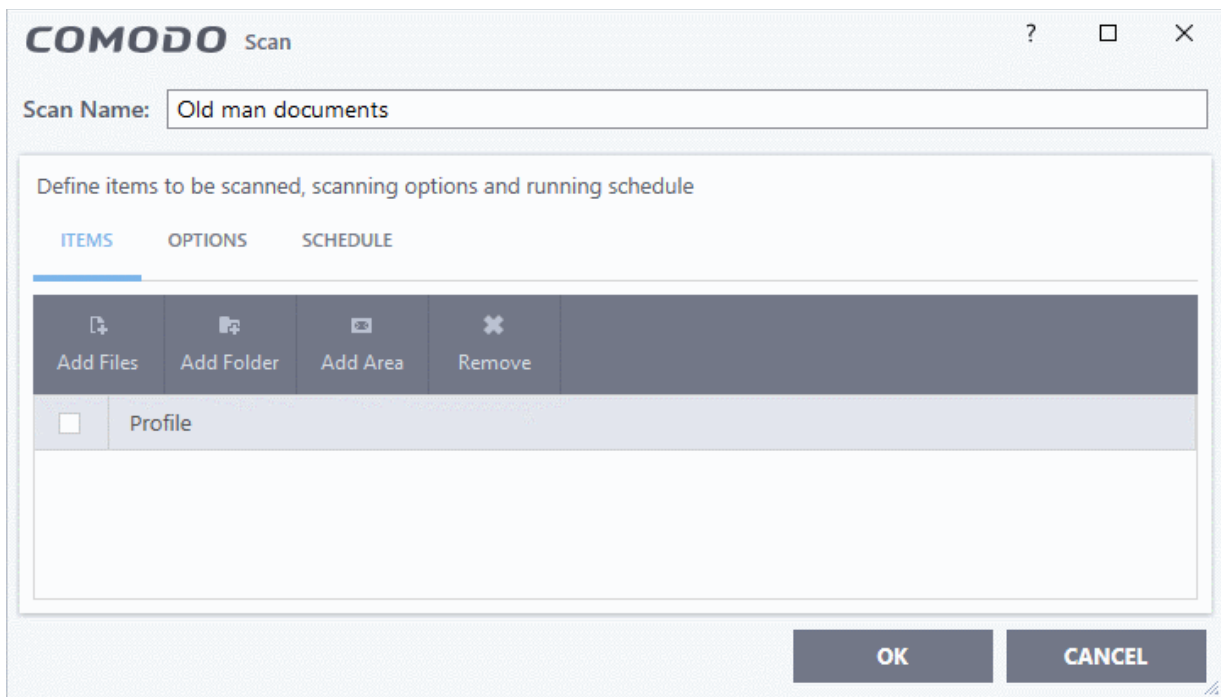 COMODO Scan ?
Scan Name: Old man documents
Define items to be scanned, scanning options and running schedule
ITEMS OPTIONS SCHEDULE
Add Files Add Folder Add Area Remove
Profile
OK CANCEL